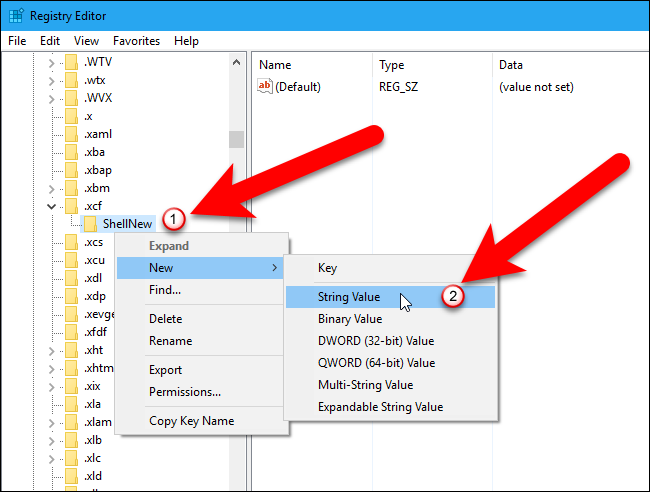 Registry Editor
File Edit View Favorites Help
.WTV
.wtx
.WVX
.x
.xaml
.xba
.xbap
.xbm
.xcf
ShellNew
.xcs
.xcu
.xdl
.xdp
.xevge
.xfdf
.xht
.xhtm
.xix
.xla
.xlam
.xlb
.xlc
.xld
Name Type Data
ab (Default) REG_SZ (value not set)
1
Expand
New
Find...
Delete
Rename
Export
Permissions...
Copy Key Name
Key
String Value
2
Binary Value
DWORD (32-bit) Value
QWORD (64-bit) Value
Multi-String Value
Expandable String Value